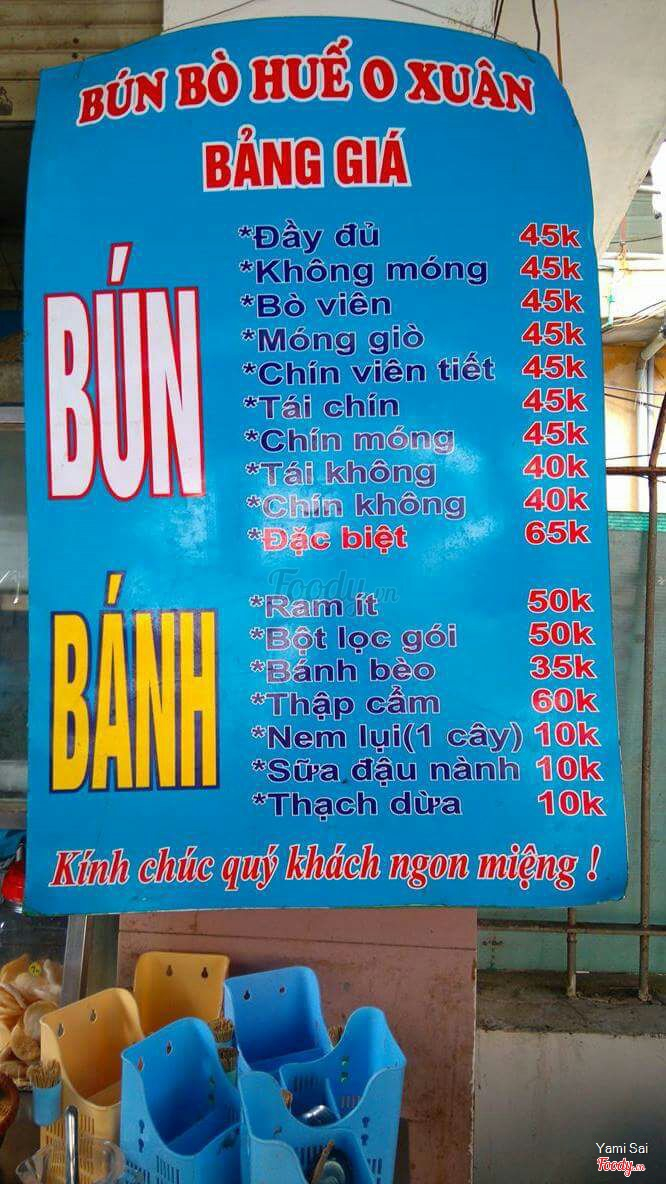 BÚN BÒ HUẾ O XUÂN
BẢNG GIÁ
BÚN
*Đầy đủ 45k
*Không móng 45k
*Bò viên 45k
*Móng giò 45k
*Chín viên tiết 45k
*Tái chín 45k
*Chín móng 45k
*Tái không 40k
*Chín không 40k
*Đặc biệt 65k
Foody.vn
BÁNH
*Ram ít 50k
*Bột lọc gói 50k
*Bánh bèo 35k
*Thập cẩm 60k
*Nem lụi(1 cây) 10k
*Sữa đậu nành 10k
*Thạch dừa 10k
Kính chúc quý khách ngon miệng !
Yami Sai
Foody.vn